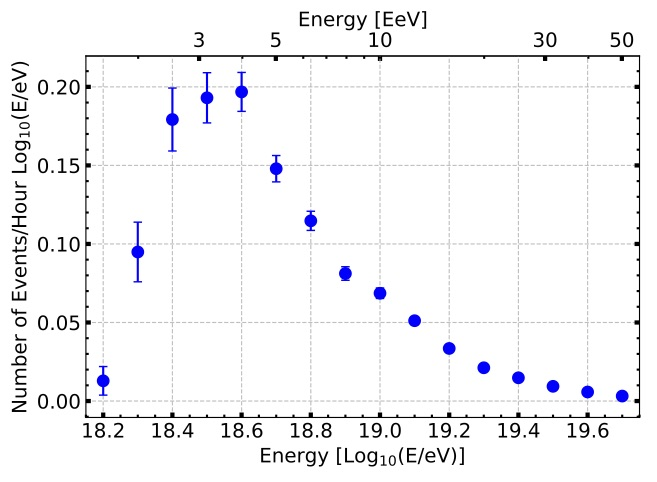 Energy [EeV]
3 5 10 30 50
Number of Events/Hour Log₁₀(E/eV)
0.20
0.15
0.10
0.05
0.00
18.2 18.4 18.6 18.8 19.0 19.2 19.4 19.6
Energy [Log₁₀(E/eV)]